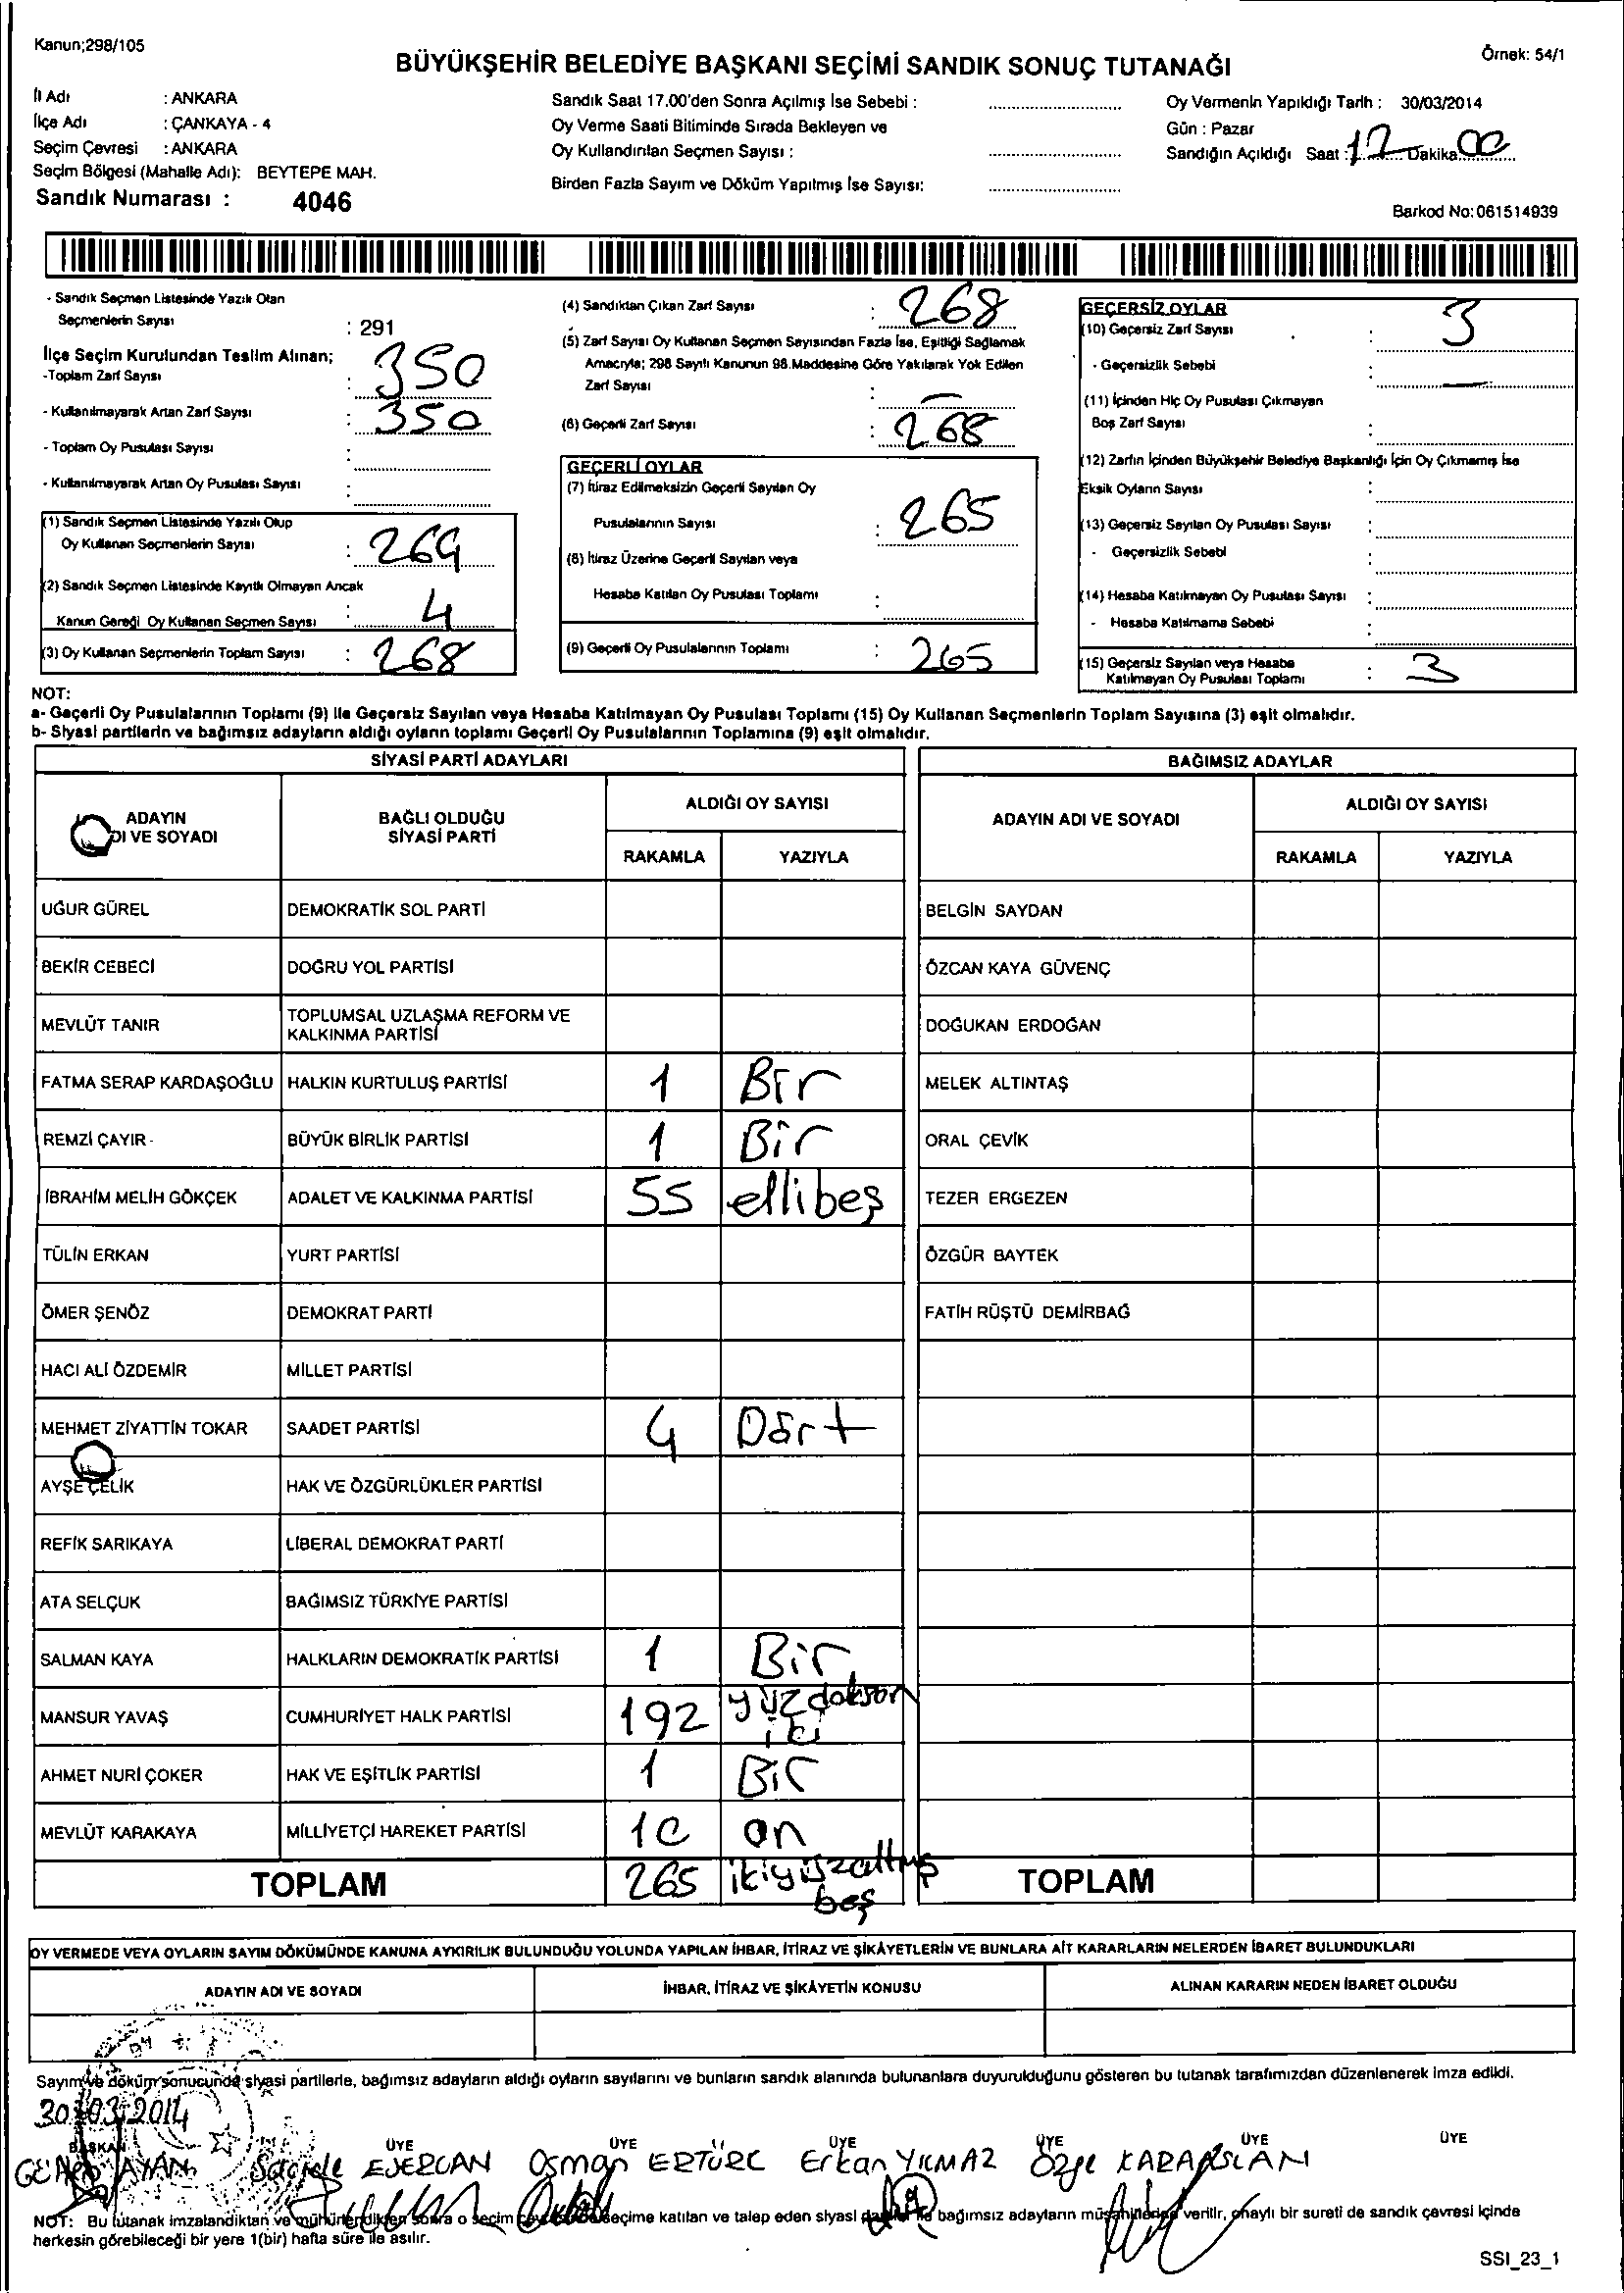 Kanun;298/105
Örnek: 54/1
BÜYÜKŞEHİR BELEDİYE BAŞKANI SEÇİMİ SANDIK SONUÇ TUTANAĞI
İl Adı : ANKARA
İlçe Adı : ÇANKAYA - 4
Seçim Çevresi : ANKARA
Seçim Bölgesi (Mahalle Adı): BEYTEPE MAH.
Sandık Numarası : 4046
Sandık Saat 17.00'den Sonra Açılmış İse Sebebi :
Oy Verme Saati Bitiminde Sırada Bekleyen ve
Oy Kullandırılan Seçmen Sayısı :
Birden Fazla Sayım ve Döküm Yapılmış İse Sayısı:
Oy Vermenin Yapıldığı Tarih : 30/03/2014
Gün : Pazar
Sandığın Açıldığı Saat : 17 Dakika 00
Barkod No: 061514939
- Sandık Seçmen Listesinde Yazılı Olan
Seçmenlerin Sayısı : 291
İlçe Seçim Kurulundan Teslim Alınan;
-Toplam Zarf Sayısı : 350
- Kullanılmayarak Artan Zarf Sayısı : 350
- Toplam Oy Pusulası Sayısı :
- Kullanılmayarak Artan Oy Pusulası Sayısı :
(1) Sandık Seçmen Listesinde Yazılı Olup
Oy Kullanan Seçmenlerin Sayısı : 264
(2) Sandık Seçmen Listesinde Kayıtlı Olmayan Ancak
Kanun Gereği Oy Kullanan Seçmen Sayısı : 4
(3) Oy Kullanan Seçmenlerin Toplam Sayısı : 268
(4) Sandıktan Çıkan Zarf Sayısı : 268
(5) Zarf Sayısı Oy Kullanan Seçmen Sayısından Fazla İse, Eşitliği Sağlamak
Amacıyla; 298 Sayılı Kanunun 98.Maddesine Göre Yakılarak Yok Edilen
Zarf Sayısı : —
(6) Geçerli Zarf Sayısı : 268
GEÇERLİ OYLAR
(7) İtiraz Edilmeksizin Geçerli Sayılan Oy
Pusulalarının Sayısı : 265
(8) İtiraz Üzerine Geçerli Sayılan veya
Hesaba Katılan Oy Pusulası Toplamı :
(9) Geçerli Oy Pusulalarının Toplamı : 265
GEÇERSİZ OYLAR
(10) Geçersiz Zarf Sayısı : 3
- Geçersizlik Sebebi : —
(11) İçinden Hiç Oy Pusulası Çıkmayan
Boş Zarf Sayısı :
(12) Zarfın İçinden Büyükşehir Belediye Başkanlığı İçin Oy Çıkmamış İse
Eksik Oyların Sayısı :
(13) Geçersiz Sayılan Oy Pusulası Sayısı :
- Geçersizlik Sebebi :
(14) Hesaba Katılmayan Oy Pusulası Sayısı :
- Hesaba Katılmama Sebebi :
(15) Geçersiz Sayılan veya Hesaba
Katılmayan Oy Pusulası Toplamı : 3
NOT:
a- Geçerli Oy Pusulalarının Toplamı (9) ile Geçersiz Sayılan veya Hesaba Katılmayan Oy Pusulası Toplamı (15) Oy Kullanan Seçmenlerin Toplam Sayısına (3) eşit olmalıdır.
b- Siyasi partilerin ve bağımsız adayların aldığı oyların toplamı Geçerli Oy Pusulalarının Toplamına (9) eşit olmalıdır.
SİYASİ PARTİ ADAYLARI
ADAYIN
DI VE SOYADI
BAĞLI OLDUĞU
SİYASİ PARTİ
ALDIĞI OY SAYISI
RAKAMLA YAZIYLA
UĞUR GÜREL DEMOKRATİK SOL PARTİ
BEKİR CEBECİ DOĞRU YOL PARTİSİ
MEVLÜT TANIR TOPLUMSAL UZLAŞMA REFORM VE
KALKINMA PARTİSİ
FATMA SERAP KARDAŞOĞLU HALKIN KURTULUŞ PARTİSİ 1 Bir
REMZİ ÇAYIR BÜYÜK BİRLİK PARTİSİ 1 Bir
İBRAHİM MELİH GÖKÇEK ADALET VE KALKINMA PARTİSİ 55 ellibeş
TÜLİN ERKAN YURT PARTİSİ
ÖMER ŞENÖZ DEMOKRAT PARTİ
HACI ALİ ÖZDEMİR MİLLET PARTİSİ
MEHMET ZİYATTİN TOKAR SAADET PARTİSİ 4 Dört
AYŞE ÇELİK HAK VE ÖZGÜRLÜKLER PARTİSİ
REFİK SARIKAYA LİBERAL DEMOKRAT PARTİ
ATA SELÇUK BAĞIMSIZ TÜRKİYE PARTİSİ
SALMAN KAYA HALKLARIN DEMOKRATİK PARTİSİ 1 Bir
MANSUR YAVAŞ CUMHURİYET HALK PARTİSİ 192 yüzdoksan
iki
AHMET NURİ ÇOKER HAK VE EŞİTLİK PARTİSİ 1 Bir
MEVLÜT KARAKAYA MİLLİYETÇİ HAREKET PARTİSİ 10 on
TOPLAM 265 ikiyüzaltmış
beş
BAĞIMSIZ ADAYLAR
ADAYIN ADI VE SOYADI
ALDIĞI OY SAYISI
RAKAMLA YAZIYLA
BELGİN SAYDAN
ÖZCAN KAYA GÜVENÇ
DOĞUKAN ERDOĞAN
MELEK ALTINTAŞ
ORAL ÇEVİK
TEZER ERGEZEN
ÖZGÜR BAYTEK
FATİH RÜŞTÜ DEMİRBAĞ
TOPLAM
OY VERMEDE VEYA OYLARIN SAYIM DÖKÜMÜNDE KANUNA AYKIRILIK BULUNDUĞU YOLUNDA YAPILAN İHBAR, İTİRAZ VE ŞİKÂYETLERİN VE BUNLARA AİT KARARLARIN NELERDEN İBARET BULUNDUKLARI
ADAYIN ADI VE SOYADI İHBAR, İTİRAZ VE ŞİKÂYETİN KONUSU ALINAN KARARIN NEDEN İBARET OLDUĞU
Sayım ve döküm sonucunda siyasi partilerle, bağımsız adayların aldığı oyların sayılarını ve bunların sandık alanında bulunanlara duyurulduğunu gösteren bu tutanak tarafımızdan düzenlenerek imza edildi.
30.03.2014
BAŞKAN ÜYE ÜYE ÜYE ÜYE ÜYE ÜYE
AYAN EJERCAN Osman ERTÜRK Erkan YILMAZ Özge KARAASLAN
NOT: Bu tutanak imzalandıktan ve mühürlendikten sonra o seçim seçime katılan ve talep eden siyasi bağımsız adayların müşahitlerine verilir, onaylı bir sureti de sandık çevresi içinde
herkesin görebileceği bir yere 1(bir) hafta süre ile asılır.
SSI_23_1